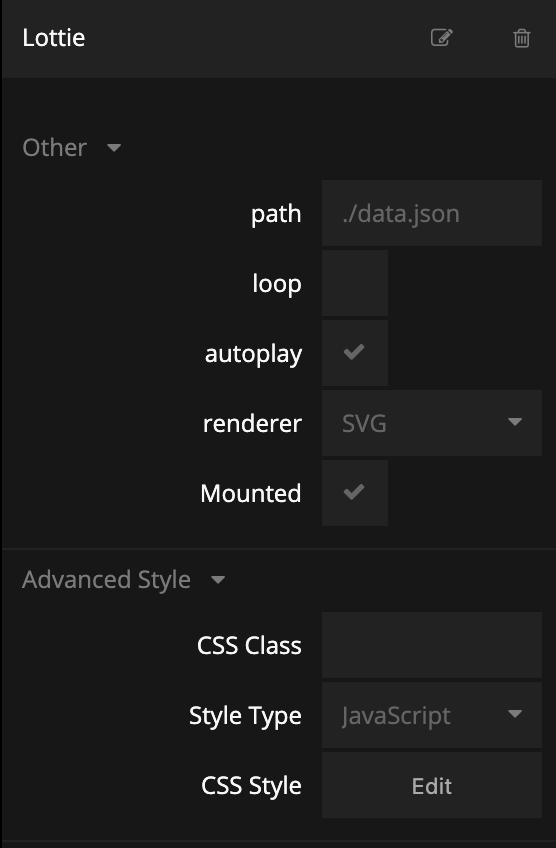 Lottie
Other
path ./data.json
loop
autoplay
renderer SVG
Mounted
Advanced Style
CSS Class
Style Type JavaScript
CSS Style Edit